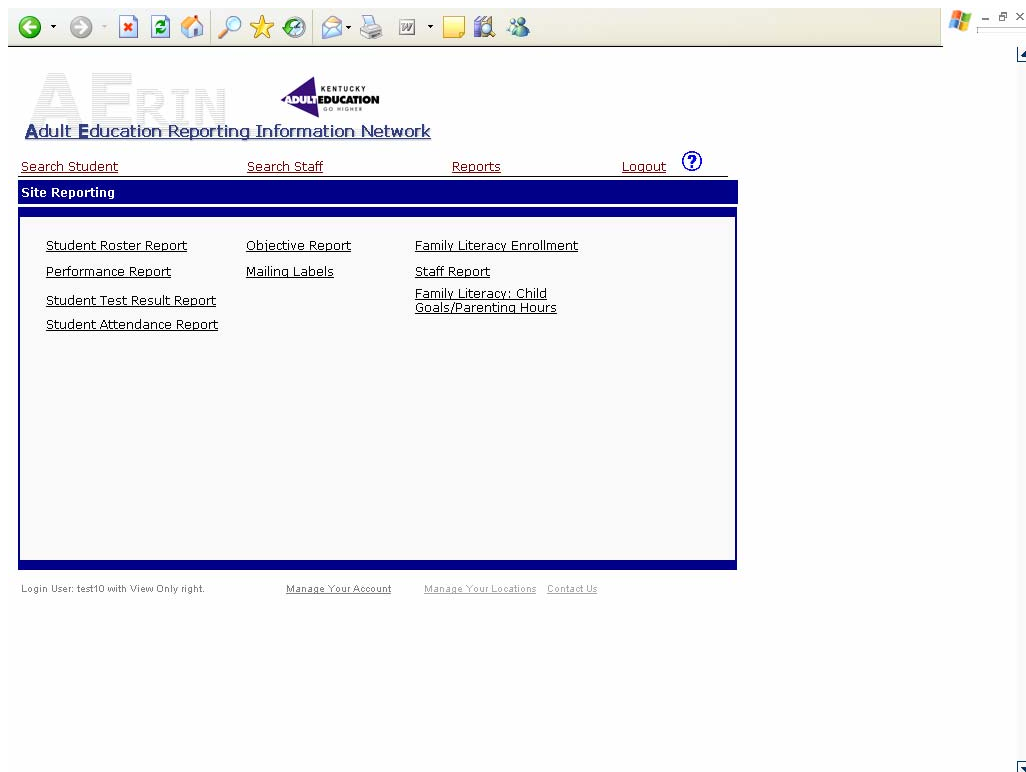 AERIN
KENTUCKY
ADULT EDUCATION
GO HIGHER
Adult Education Reporting Information Network
Search Student Search Staff Reports Logout ?
Site Reporting
Student Roster Report Objective Report Family Literacy Enrollment
Performance Report Mailing Labels Staff Report
Student Test Result Report Family Literacy: Child
Goals/Parenting Hours
Student Attendance Report
Login User: test10 with View Only right. Manage Your Account Manage Your Locations Contact Us